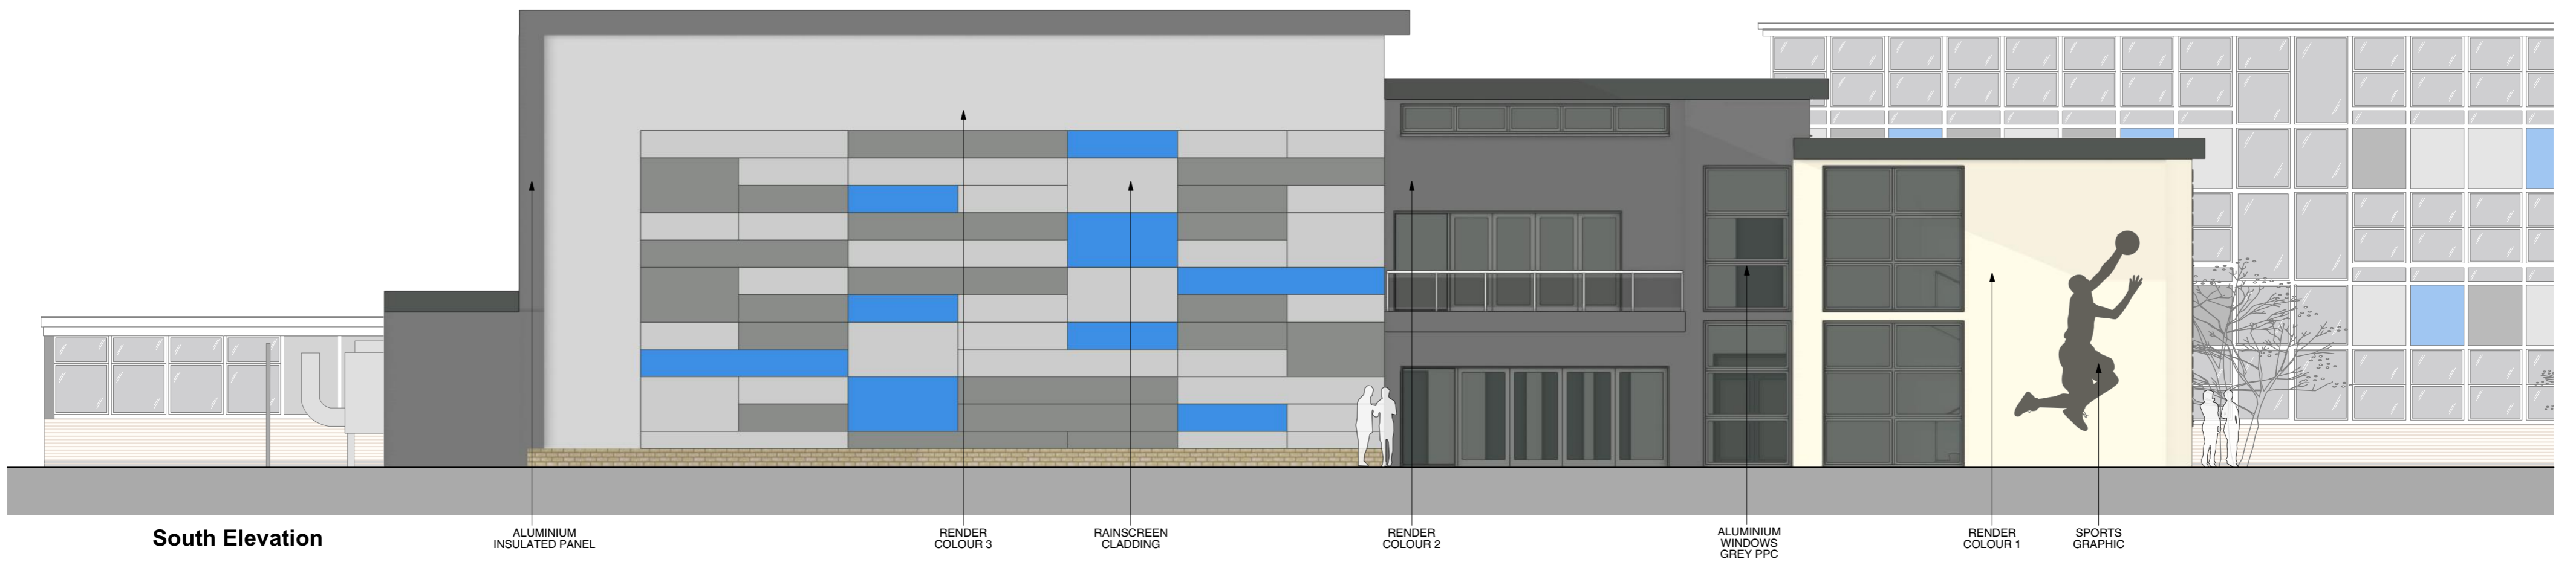 South Elevation
ALUMINIUM
INSULATED PANEL
RENDER
COLOUR 3
RAINSCREEN
CLADDING
RENDER
COLOUR 2
ALUMINIUM
WINDOWS
GREY PPC
RENDER
COLOUR 1
SPORTS
GRAPHIC